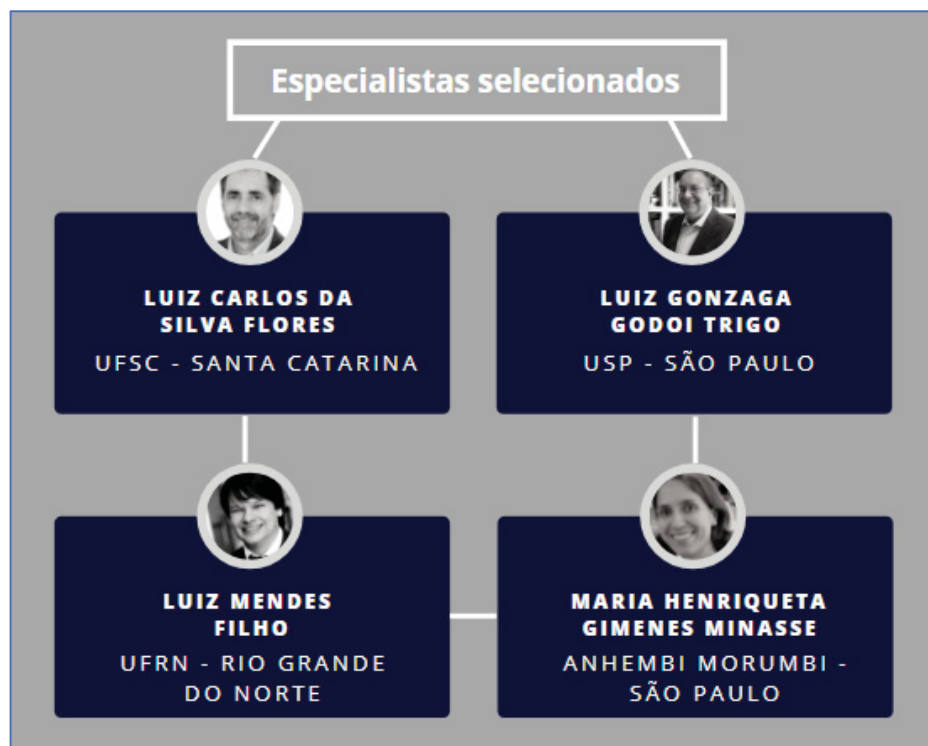 Especialistas selecionados
LUIZ CARLOS DA
SILVA FLORES
UFSC - SANTA CATARINA
LUIZ GONZAGA
GODOI TRIGO
USP - SÃO PAULO
LUIZ MENDES
FILHO
UFRN - RIO GRANDE
DO NORTE
MARIA HENRIQUETA
GIMENES MINASSE
ANHEMBI MORUMBI -
SÃO PAULO